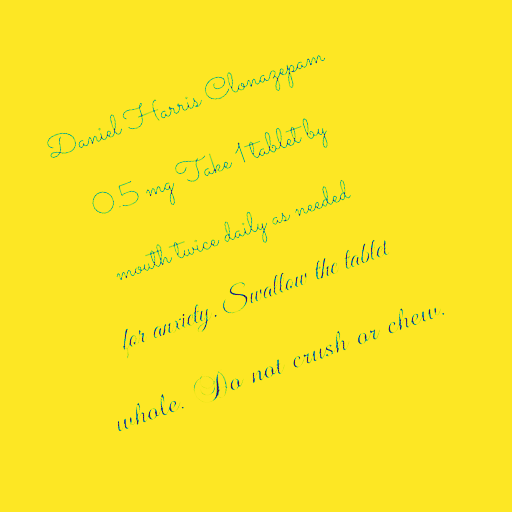 Daniel Harris Clonazepam
0.5 mg Take 1 tablet by
mouth twice daily as needed
for anxiety. Swallow the tablet
whole. Do not crush or chew.